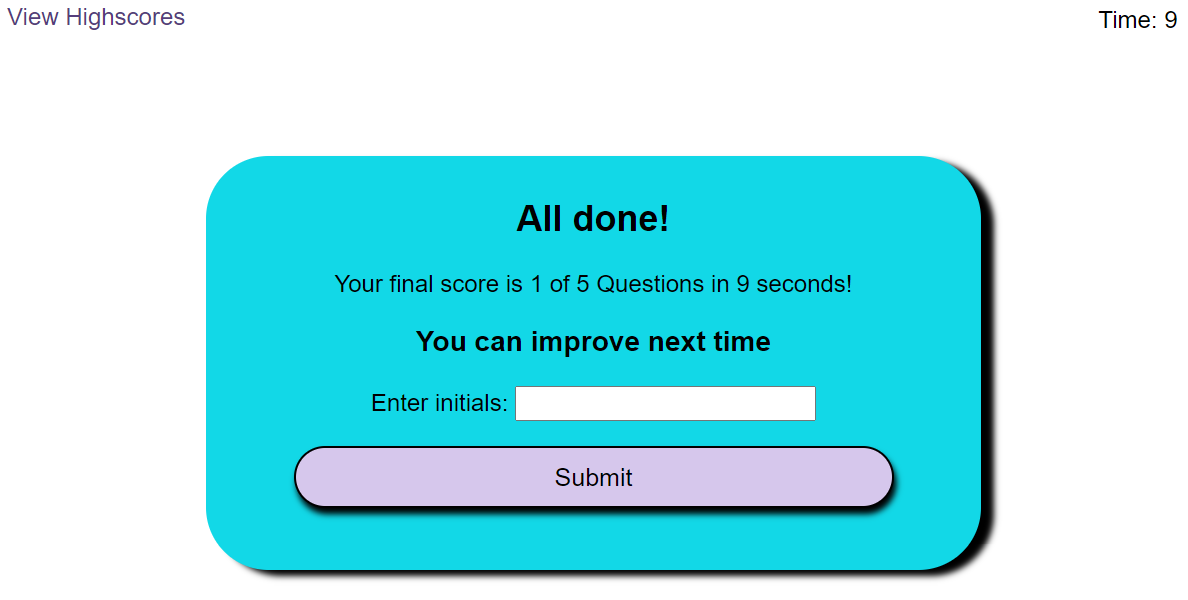 View Highscores
Time: 9
All done!
Your final score is 1 of 5 Questions in 9 seconds!
You can improve next time
Enter initials:
Submit